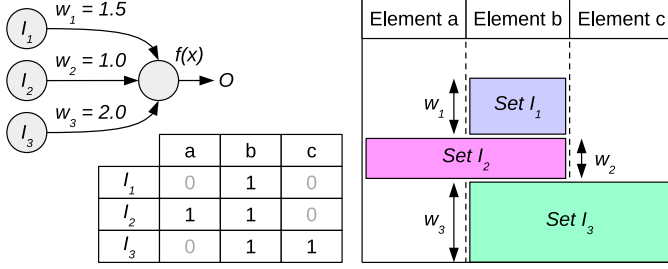 I1
w1 = 1.5
I2
w2 = 1.0
f(x)
O
I3
w3 = 2.0
a b c
I1 0 1 0
I2 1 1 0
I3 0 1 1
Element a Element b Element c
w1
Set I1
Set I2
w2
w3
Set I3